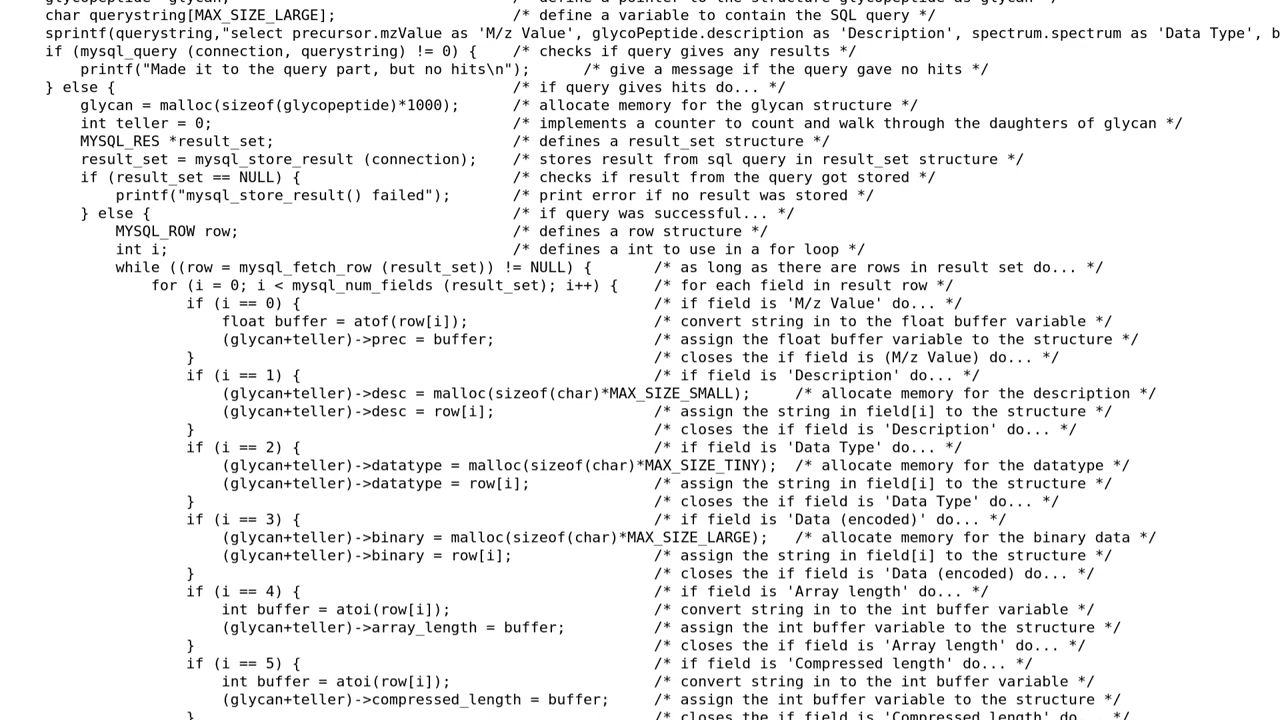 glycopeptide *glycan; /* define a pointer to the structure glycopeptide as glycan */
char querystring[MAX_SIZE_LARGE]; /* define a variable to contain the SQL query */
sprintf(querystring,"select precursor.mzValue as 'M/z Value', glycoPeptide.description as 'Description', spectrum.spectrum as 'Data Type', b
if (mysql_query (connection, querystring) != 0) { /* checks if query gives any results */
printf("Made it to the query part, but no hits\n"); /* give a message if the query gave no hits */
} else { /* if query gives hits do... */
glycan = malloc(sizeof(glycopeptide)*1000); /* allocate memory for the glycan structure */
int teller = 0; /* implements a counter to count and walk through the daughters of glycan */
MYSQL_RES *result_set; /* defines a result_set structure */
result_set = mysql_store_result (connection); /* stores result from sql query in result_set structure */
if (result_set == NULL) { /* checks if result from the query got stored */
printf("mysql_store_result() failed"); /* print error if no result was stored */
} else { /* if query was successful... */
MYSQL_ROW row; /* defines a row structure */
int i; /* defines a int to use in a for loop */
while ((row = mysql_fetch_row (result_set)) != NULL) { /* as long as there are rows in result set do... */
for (i = 0; i < mysql_num_fields (result_set); i++) { /* for each field in result row */
if (i == 0) { /* if field is 'M/z Value' do... */
float buffer = atof(row[i]); /* convert string in to the float buffer variable */
(glycan+teller)->prec = buffer; /* assign the float buffer variable to the structure */
} /* closes the if field is (M/z Value) do... */
if (i == 1) { /* if field is 'Description' do... */
(glycan+teller)->desc = malloc(sizeof(char)*MAX_SIZE_SMALL); /* allocate memory for the description */
(glycan+teller)->desc = row[i]; /* assign the string in field[i] to the structure */
} /* closes the if field is 'Description' do... */
if (i == 2) { /* if field is 'Data Type' do... */
(glycan+teller)->datatype = malloc(sizeof(char)*MAX_SIZE_TINY); /* allocate memory for the datatype */
(glycan+teller)->datatype = row[i]; /* assign the string in field[i] to the structure */
} /* closes the if field is 'Data Type' do... */
if (i == 3) { /* if field is 'Data (encoded)' do... */
(glycan+teller)->binary = malloc(sizeof(char)*MAX_SIZE_LARGE); /* allocate memory for the binary data */
(glycan+teller)->binary = row[i]; /* assign the string in field[i] to the structure */
} /* closes the if field is 'Data (encoded) do... */
if (i == 4) { /* if field is 'Array length' do... */
int buffer = atoi(row[i]); /* convert string in to the int buffer variable */
(glycan+teller)->array_length = buffer; /* assign the int buffer variable to the structure */
} /* closes the if field is 'Array length' do... */
if (i == 5) { /* if field is 'Compressed length' do... */
int buffer = atoi(row[i]); /* convert string in to the int buffer variable */
(glycan+teller)->compressed_length = buffer; /* assign the int buffer variable to the structure */
} /* closes the if field is 'Compressed length' do... */